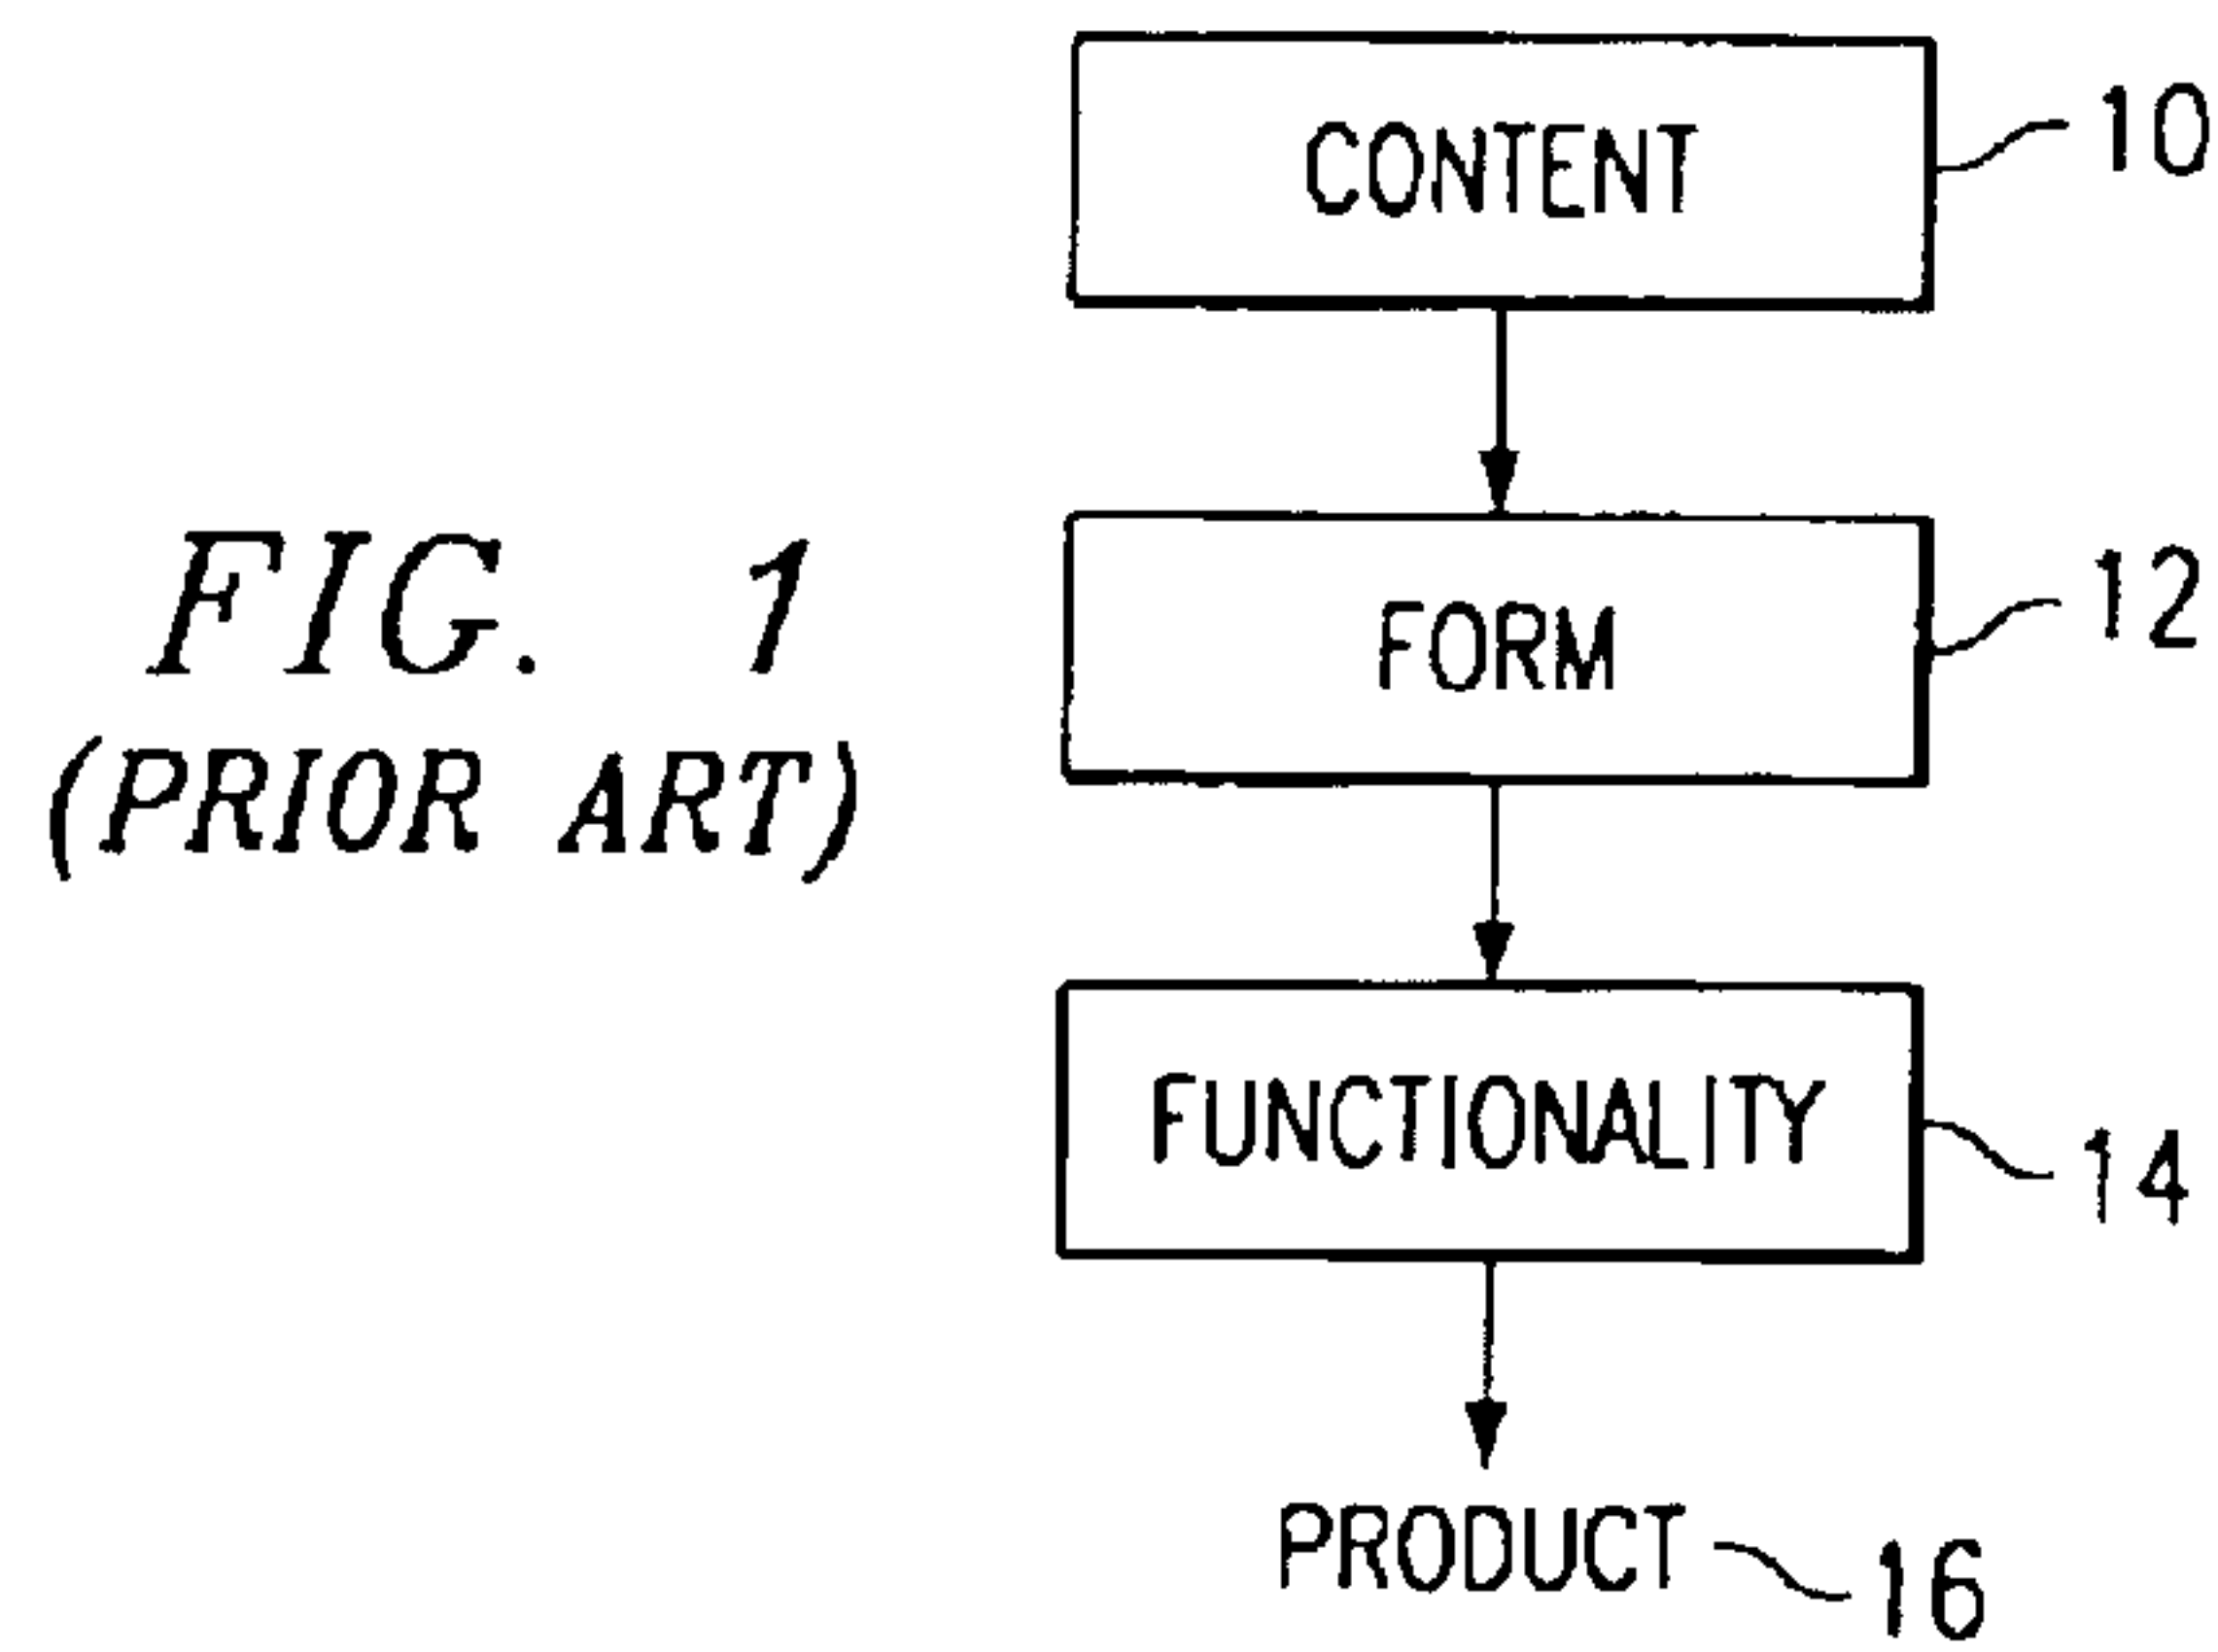 CONTENT
10
FORM
12
FIG. 1
(PRIOR ART)
FUNCTIONALITY
14
PRODUCT
16